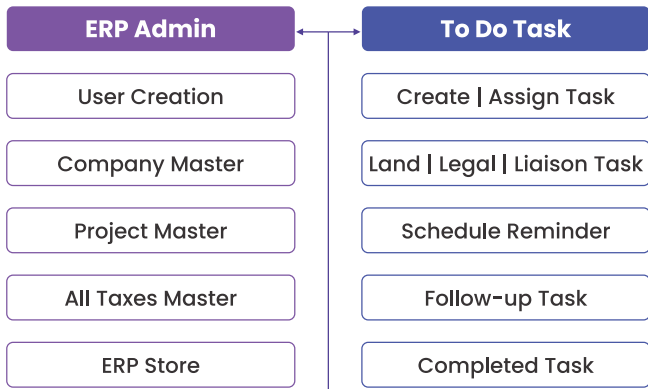 ERP Admin
User Creation
Company Master
Project Master
All Taxes Master
ERP Store
To Do Task
Create | Assign Task
Land | Legal | Liaison Task
Schedule Reminder
Follow-up Task
Completed Task